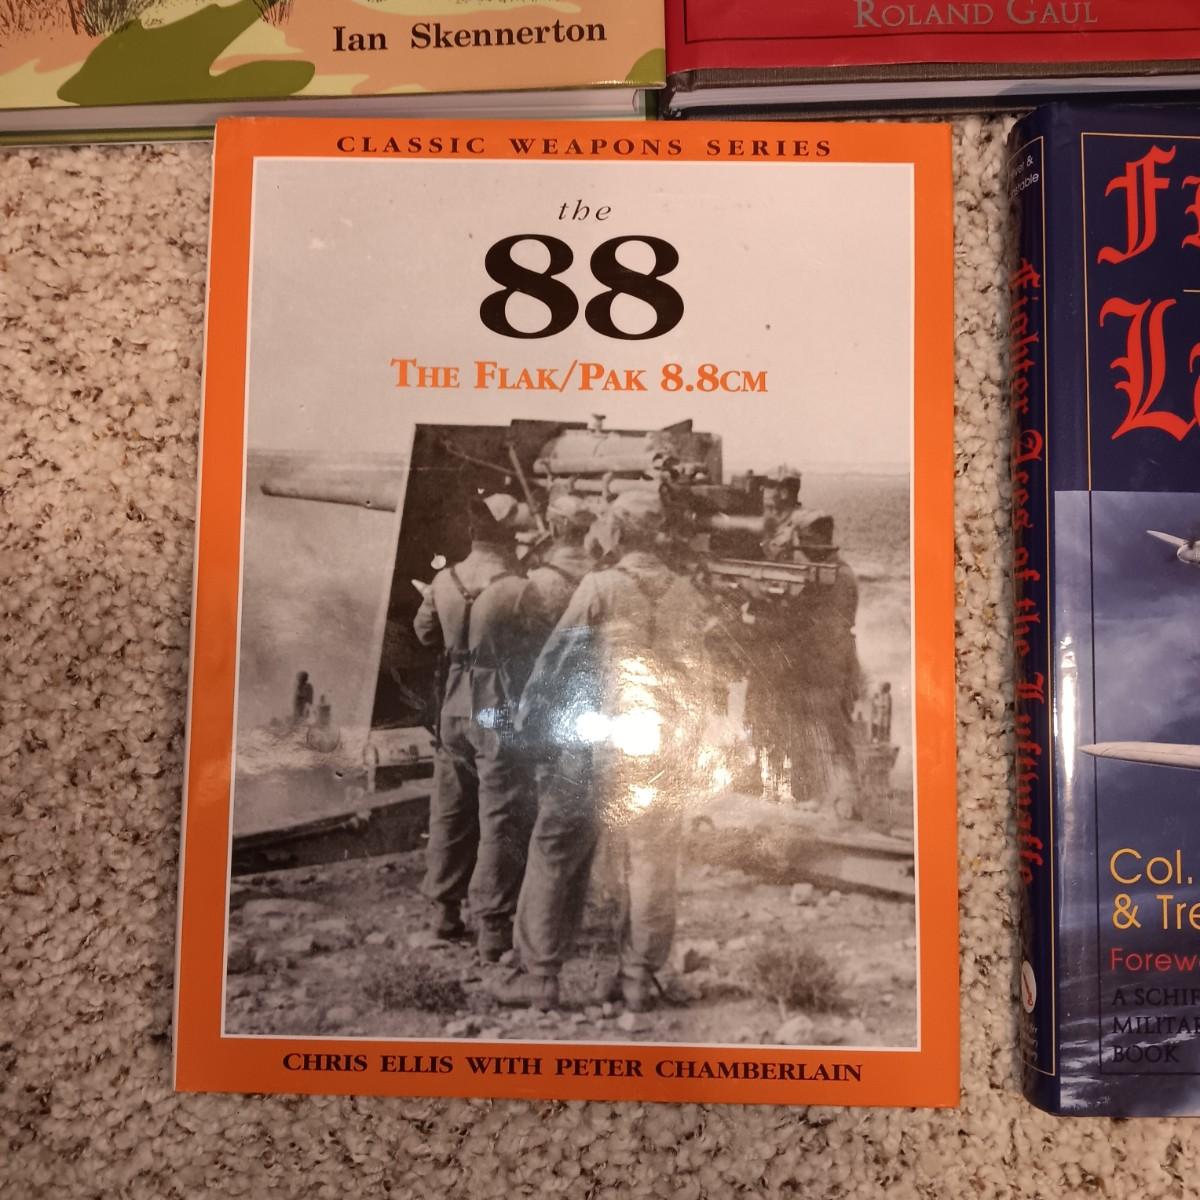 Ian Skennerton
ROLAND GAUL
CLASSIC WEAPONS SERIES
the
88
THE FLAK/PAK 8.8CM
CHRIS ELLIS WITH PETER CHAMBERLAIN
Fighter Aces of the Luftwaffe
Col.
& Tre
Forew
A SCHIF
MILITA
BOOK